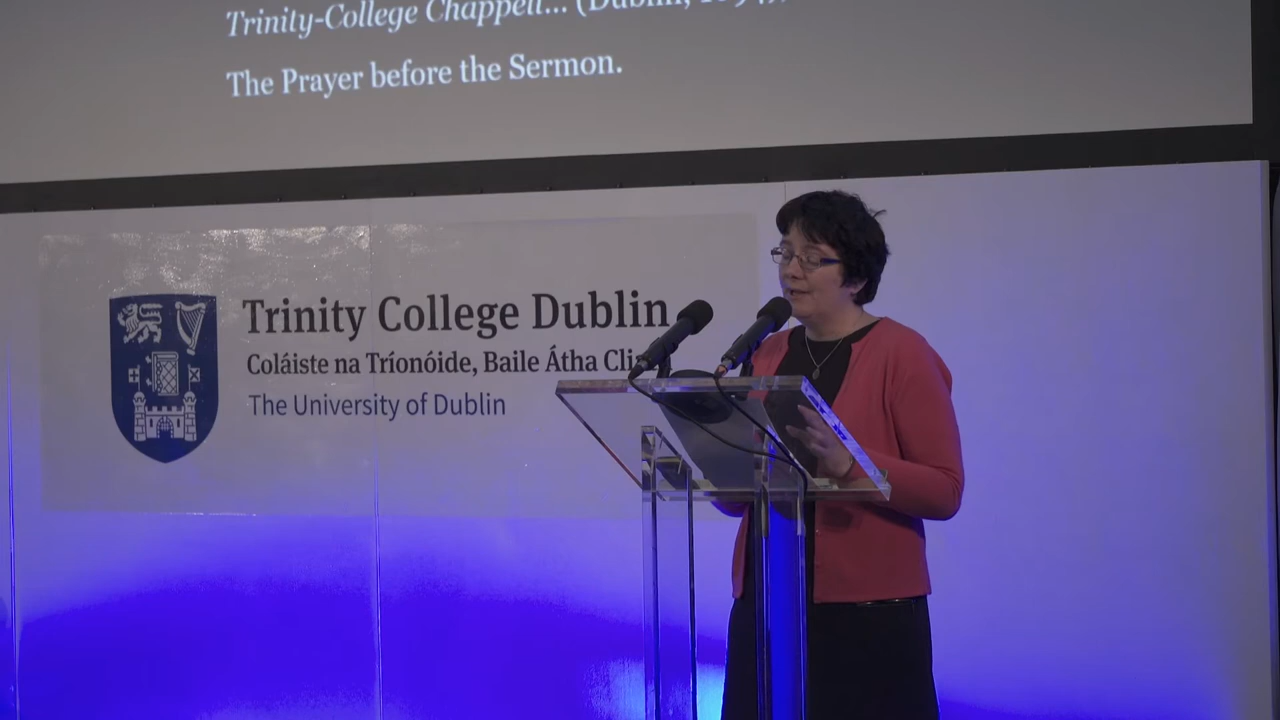 Trinity-College Chappell... (Dublin,
The Prayer before the Sermon.
Trinity College Dublin
Coláiste na Tríonóide, Baile Átha
The University of Dublin